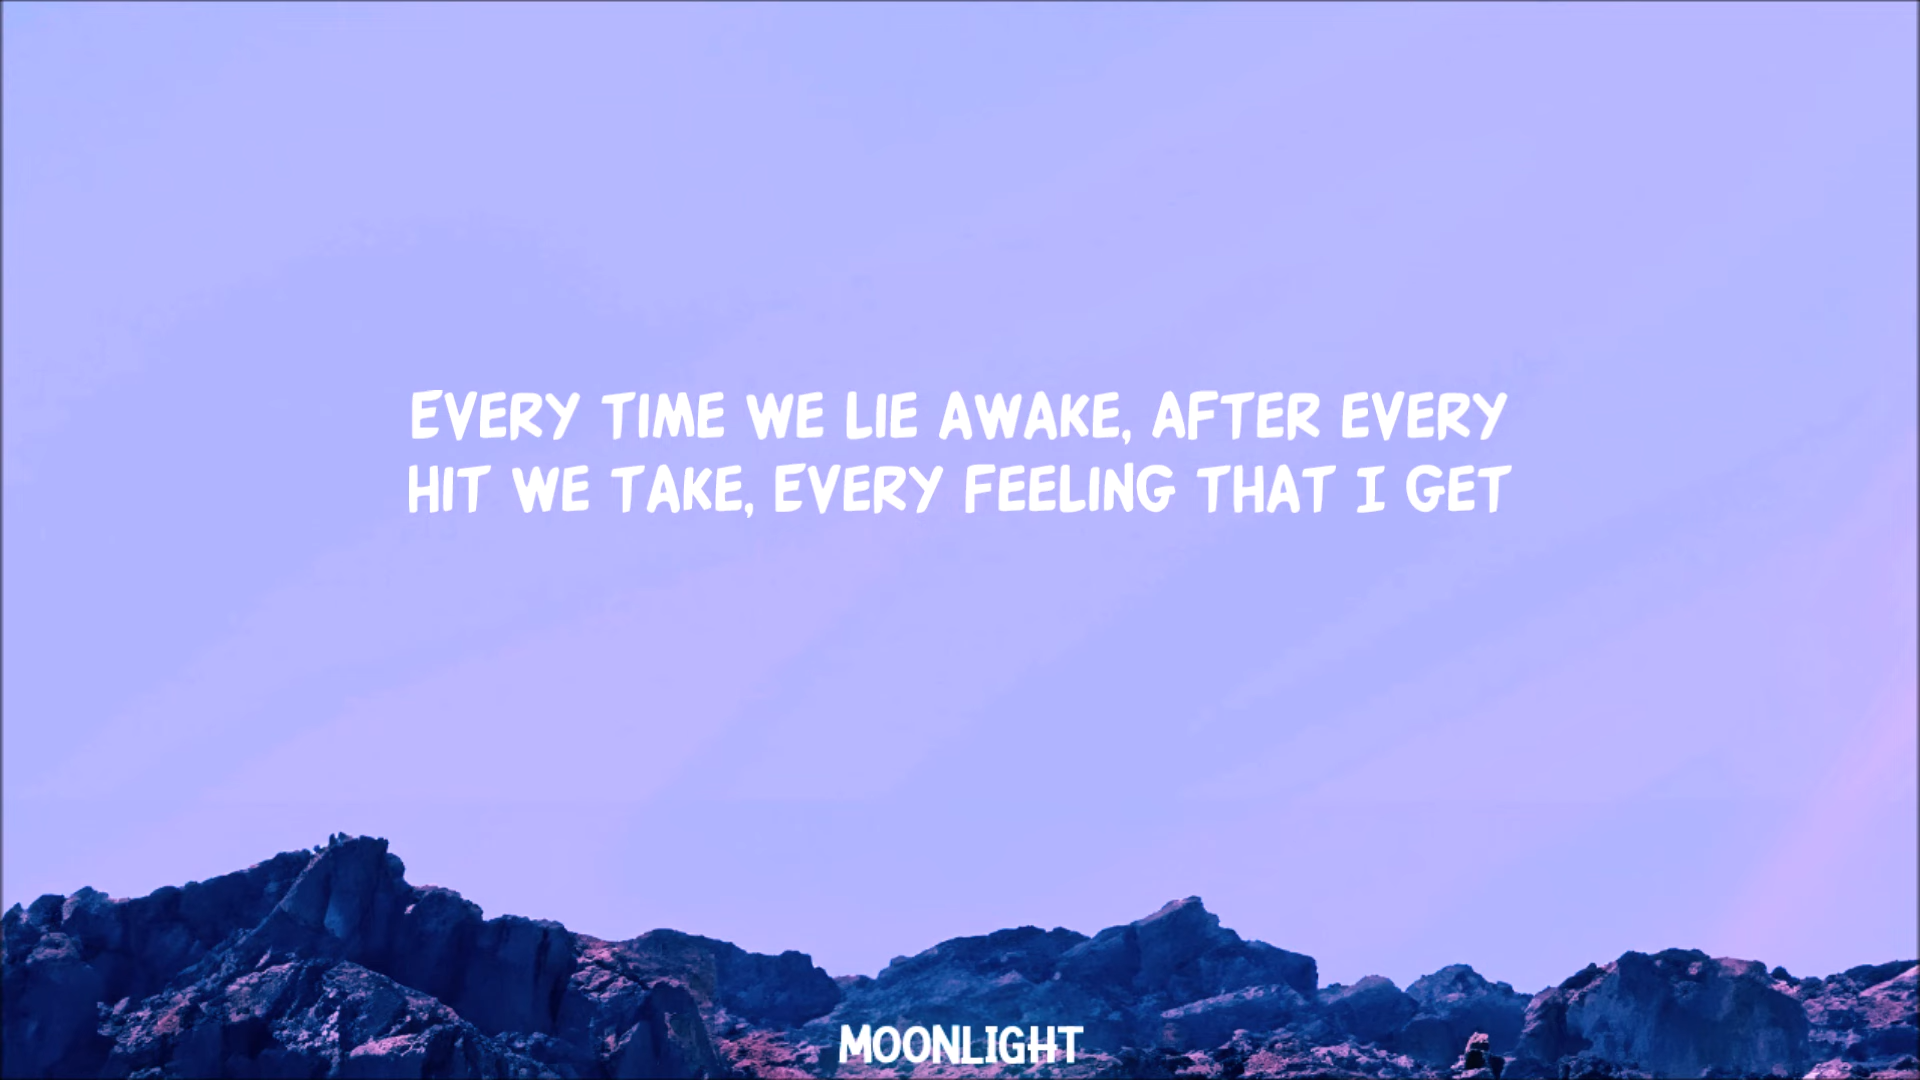 EVERY TIME WE LIE AWAKE, AFTER EVERY
HIT WE TAKE, EVERY FEELING THAT I GET
MOONLIGHT